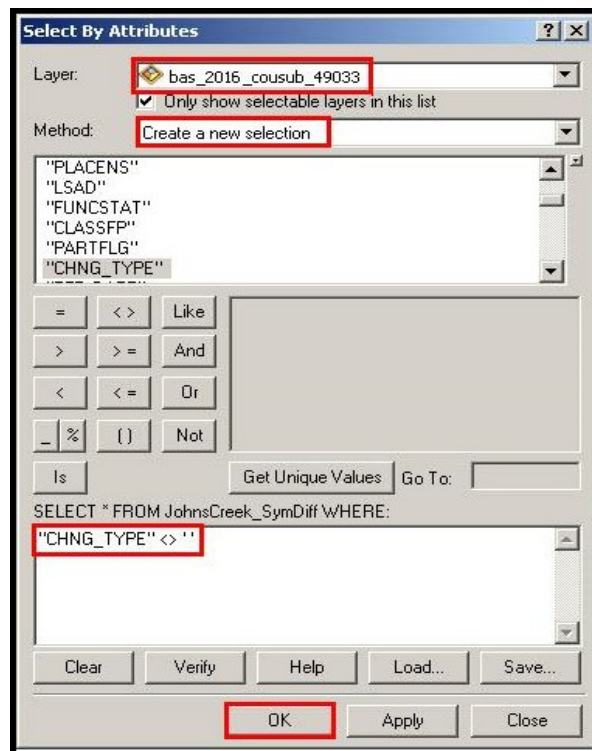 Select By Attributes
Layer: bas_2016_cousub_49033
Only show selectable layers in this list
Method: Create a new selection
"PLACENS"
"LSAD"
"FUNCSTAT"
"CLASSFP"
"PARTFLG"
"CHNG_TYPE"
= < > Like
> > = And
< < = Or
_ % ( ) Not
Is Get Unique Values Go To:
SELECT * FROM JohnsCreek_SymDiff WHERE:
"CHNG_TYPE" <> ' '
Clear Verify Help Load... Save...
OK Apply Close